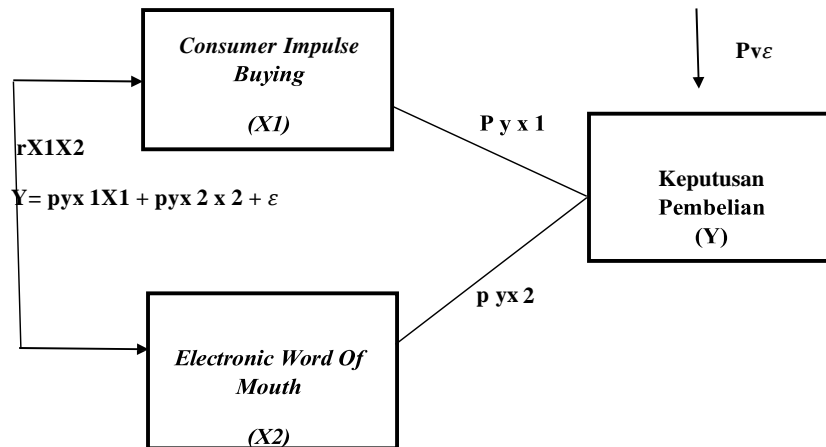 Consumer Impulse
Buying
(X1)
Pvε
P y x 1
rX1X2
Y= pyx 1X1 + pyx 2 x 2 + ε
Keputusan
Pembelian
(Y)
p yx 2
Electronic Word Of
Mouth
(X2)